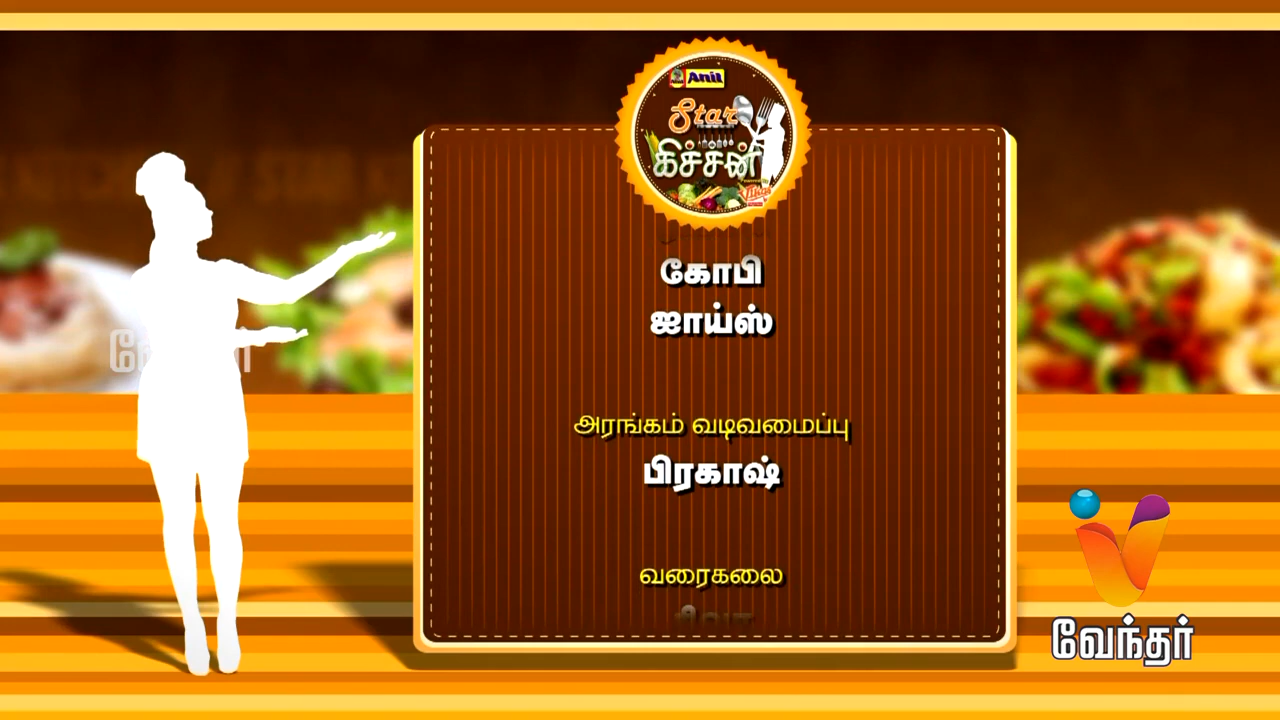 Anil
Star
கிச்சன்
கோபி
ஜாய்ஸ்
அரங்கம் வடிவமைப்பு
பிரகாஷ்
வரைகலை
வேந்தர்